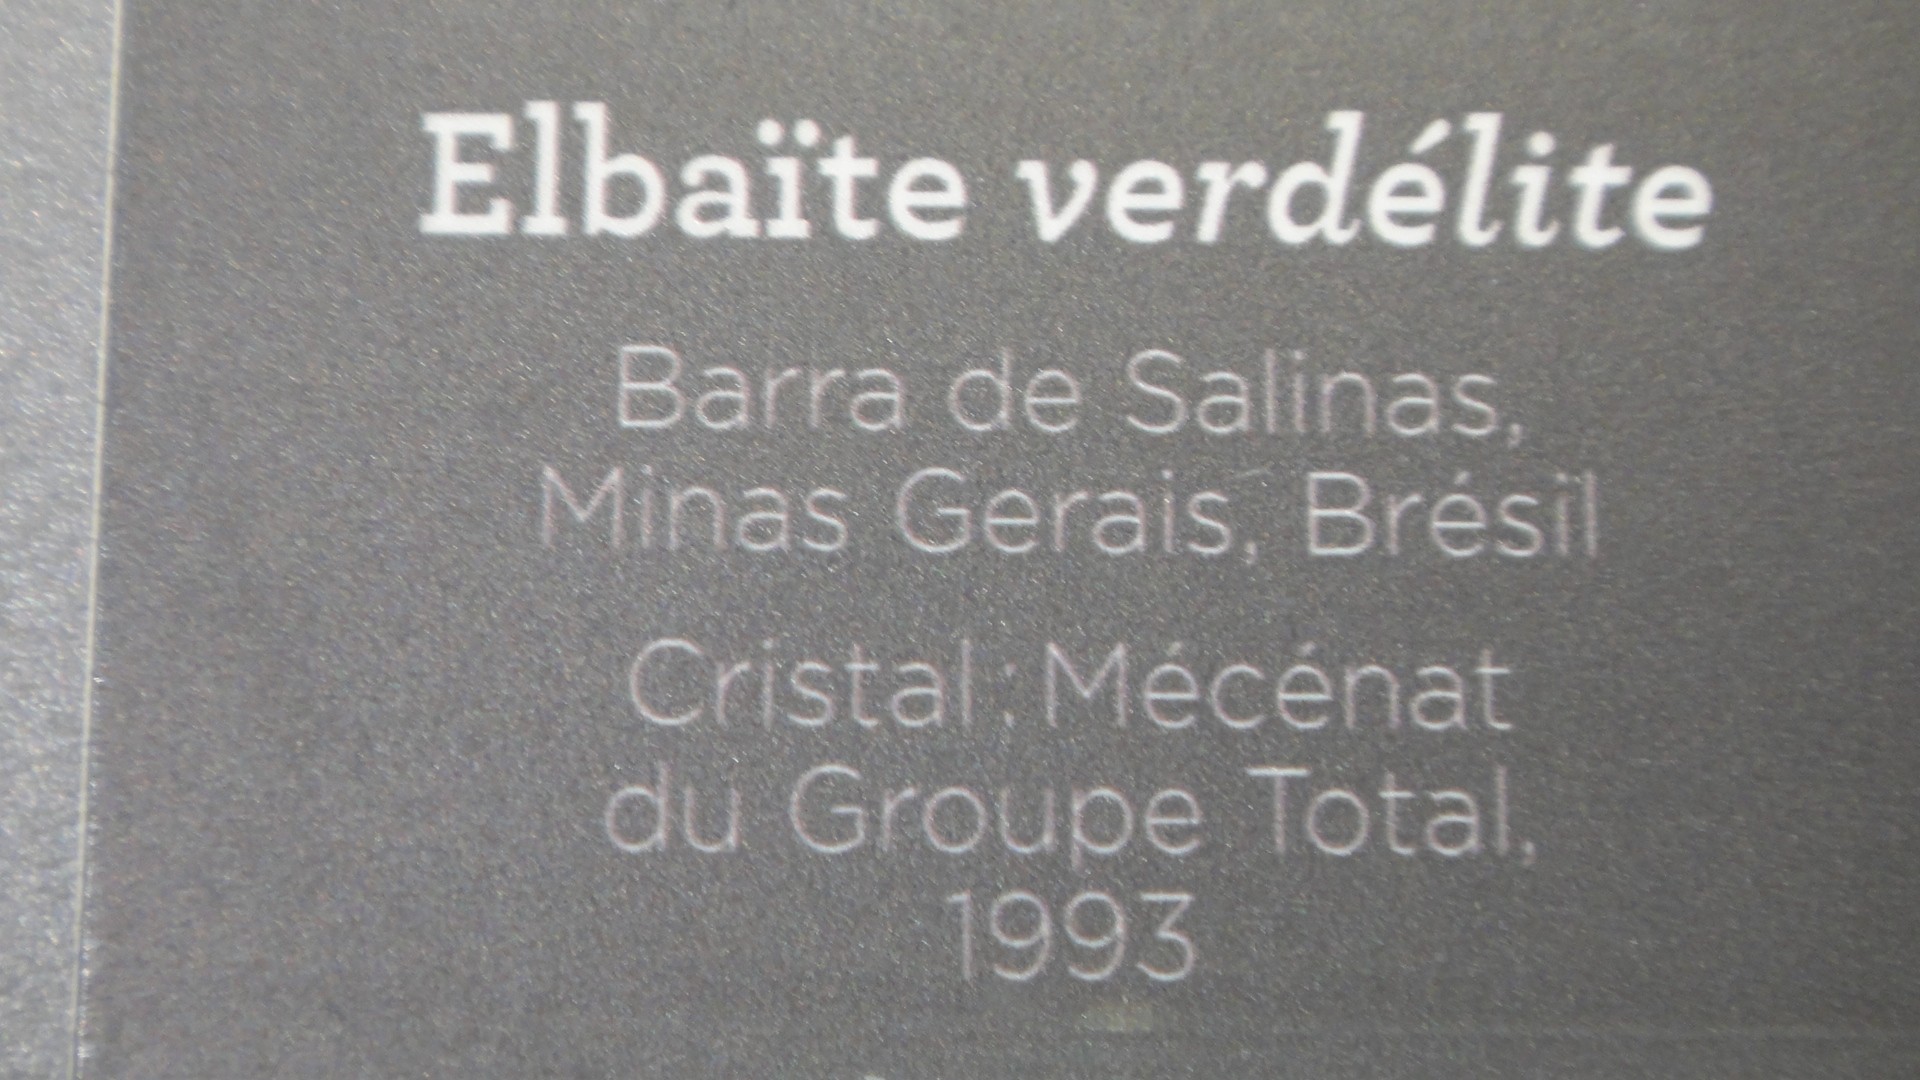 Elbaïte verdélite
Barra de Salinas,
Minas Gerais, Brésil
Cristal : Mécénat
du Groupe Total,
1993